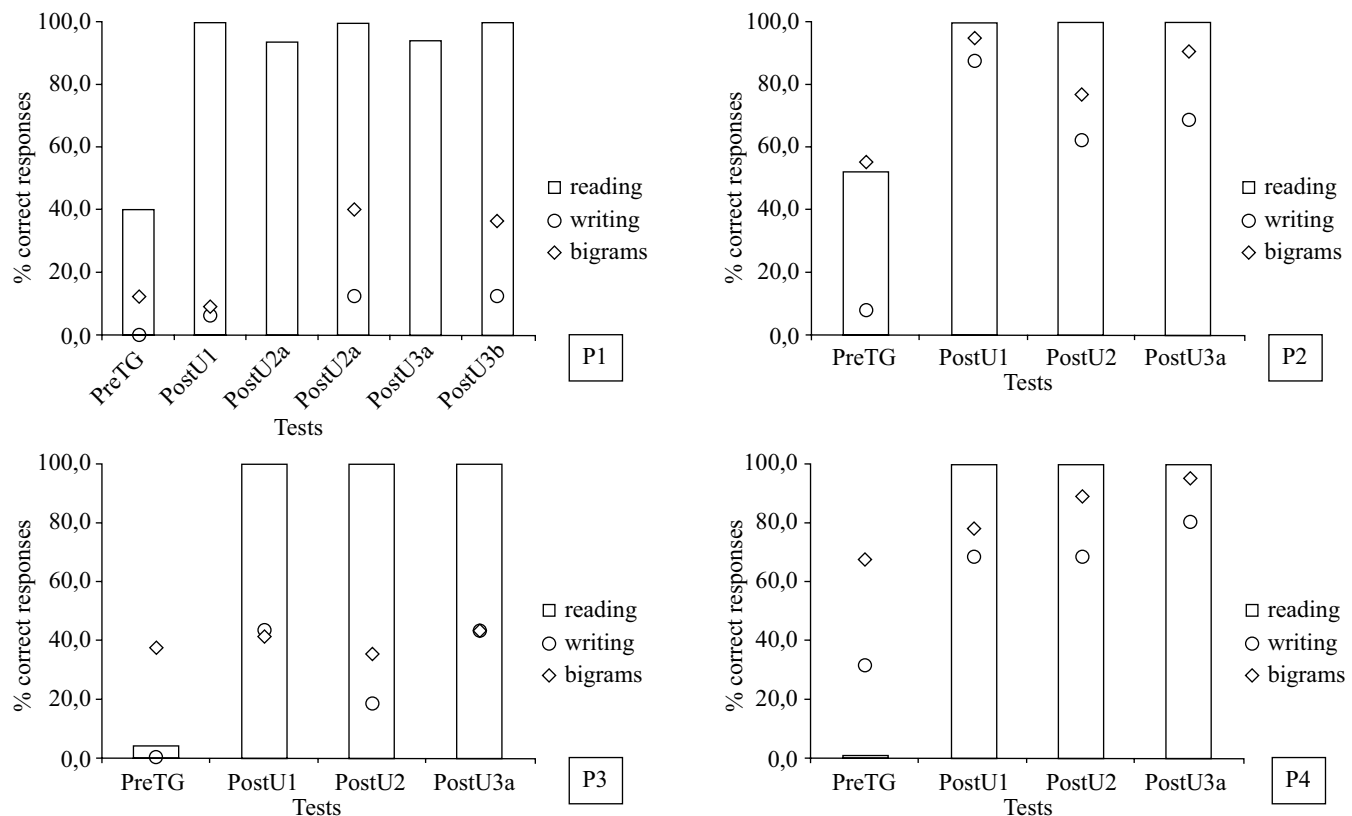 100,0
80,0
60,0
40,0
20,0
0,0
% correct responses
PreTG PostU1 PostU2a PostU2a PostU3a PostU3b
Tests
reading
writing
bigrams
P1
100,0
80,0
60,0
40,0
20,0
0,0
% correct responses
PreTG PostU1 PostU2 PostU3a
Tests
reading
writing
bigrams
P2
100,0
80,0
60,0
40,0
20,0
0,0
% correct responses
PreTG PostU1 PostU2 PostU3a
Tests
reading
writing
bigrams
P3
100,0
80,0
60,0
40,0
20,0
0,0
% correct responses
PreTG PostU1 PostU2 PostU3a
Tests
reading
writing
bigrams
P4